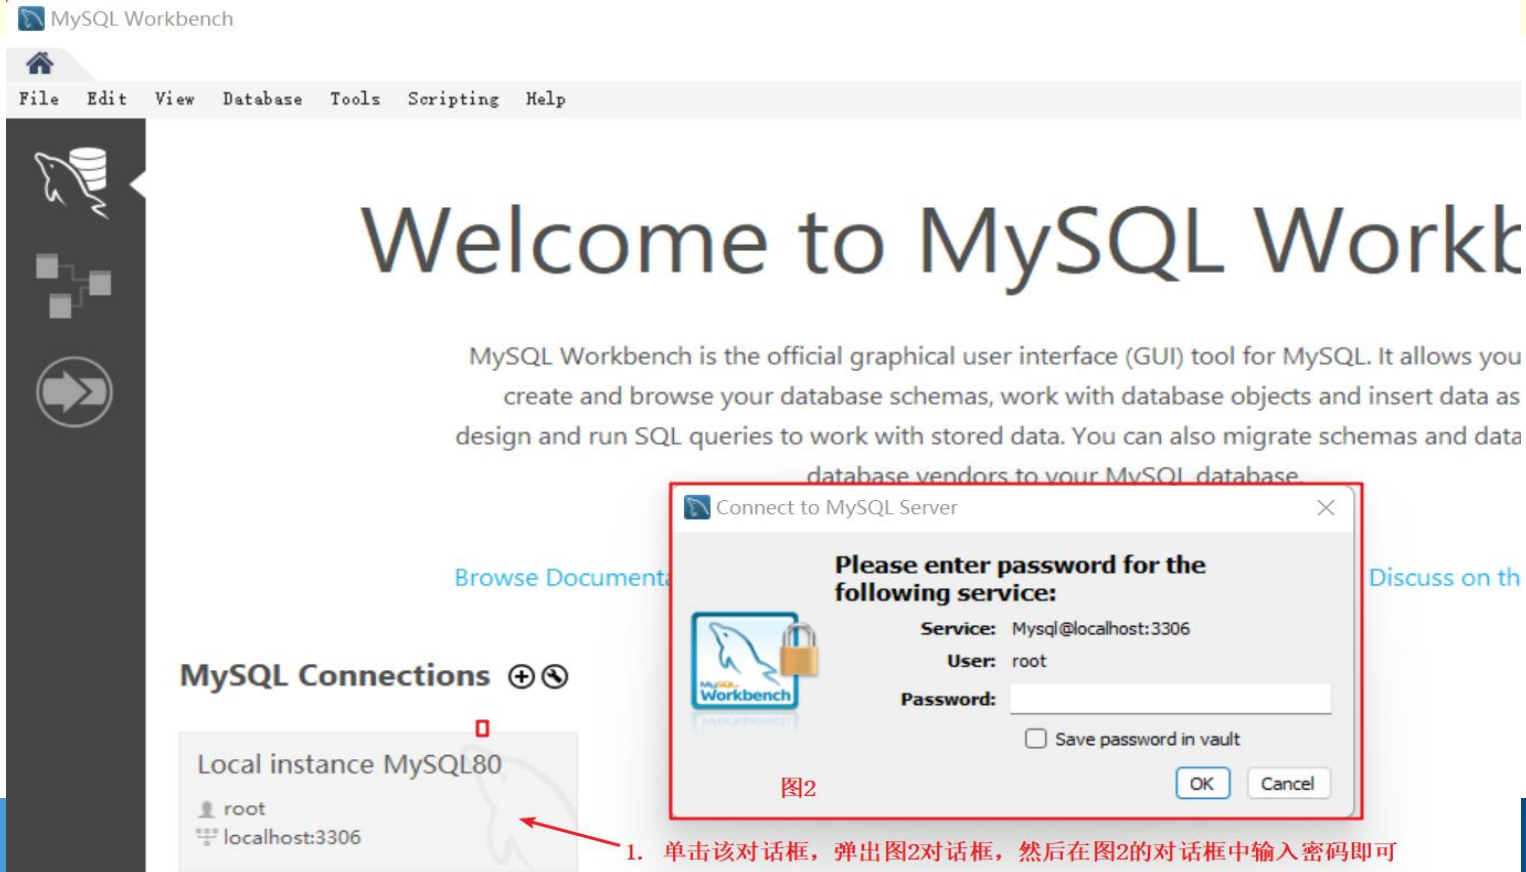 MySQL Workbench
File Edit View Database Tools Scripting Help
Welcome to MySQL Workb
MySQL Workbench is the official graphical user interface (GUI) tool for MySQL. It allows you
create and browse your database schemas, work with database objects and insert data as
design and run SQL queries to work with stored data. You can also migrate schemas and data
database vendors to your MySQL database.
Browse Documenta
Discuss on th
Connect to MySQL Server
Please enter password for the
following service:
Service: Mysql@localhost:3306
User: root
Password:
Save password in vault
OK Cancel
MySQL
Workbench
图2
MySQL Connections
Local instance MySQL80
root
localhost:3306
1. 单击该对话框，弹出图2对话框，然后在图2的对话框中输入密码即可